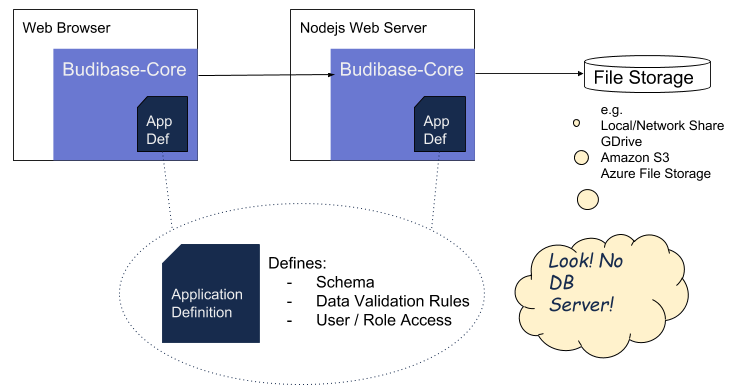 Web Browser
Budibase-Core
App
Def
Nodejs Web Server
Budibase-Core
App
Def
File Storage
e.g.
Local/Network Share
GDrive
Amazon S3
Azure File Storage
Application
Definition
Defines:
- Schema
- Data Validation Rules
- User / Role Access
Look! No
DB
Server!